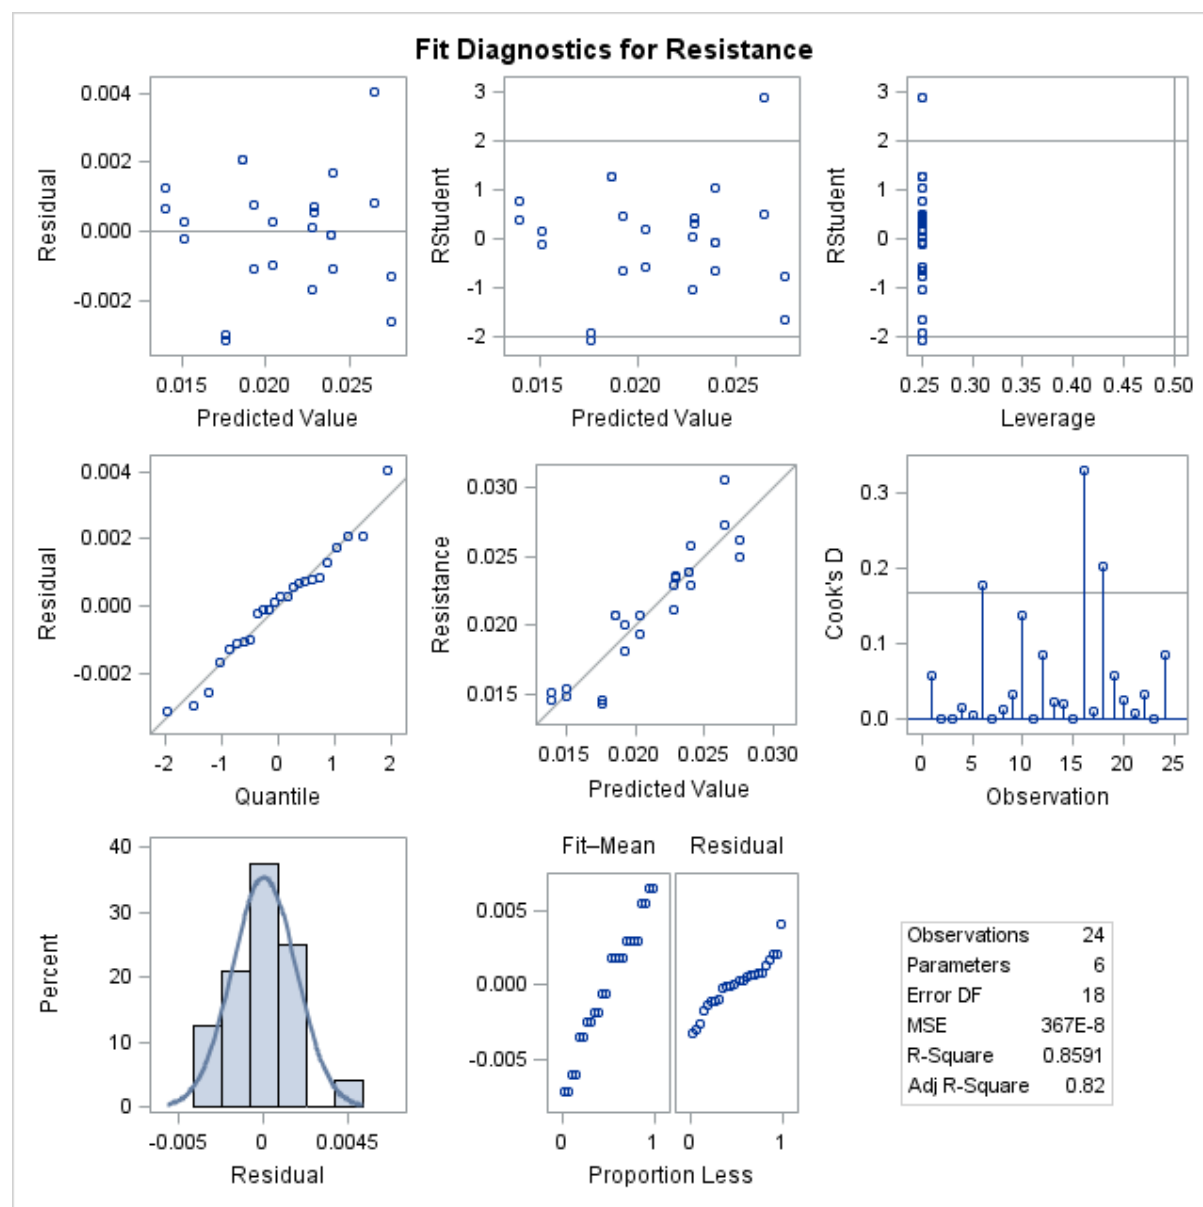 Fit Diagnostics for Resistance
0.004
0.002
0.000
-0.002
Residual
0.015 0.020 0.025
Predicted Value
3
2
1
0
-1
-2
RStudent
0.015 0.020 0.025
Predicted Value
3
2
1
0
-1
-2
RStudent
0.25 0.30 0.35 0.40 0.45 0.50
Leverage
0.004
0.002
0.000
-0.002
Residual
-2 -1 0 1 2
Quantile
0.030
0.025
0.020
0.015
Resistance
0.015 0.020 0.025 0.030
Predicted Value
0.3
0.2
0.1
0.0
Cook's D
0 5 10 15 20 25
Observation
40
30
20
10
0
Percent
-0.005 0 0.0045
Residual
Fit–Mean Residual
0.005
0.000
-0.005
0 1 0 1
Proportion Less
Observations 24
Parameters 6
Error DF 18
MSE 367E-8
R-Square 0.8591
Adj R-Square 0.82